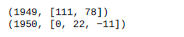 (1949, [111, 78])
(1950, [0, 22, −11])